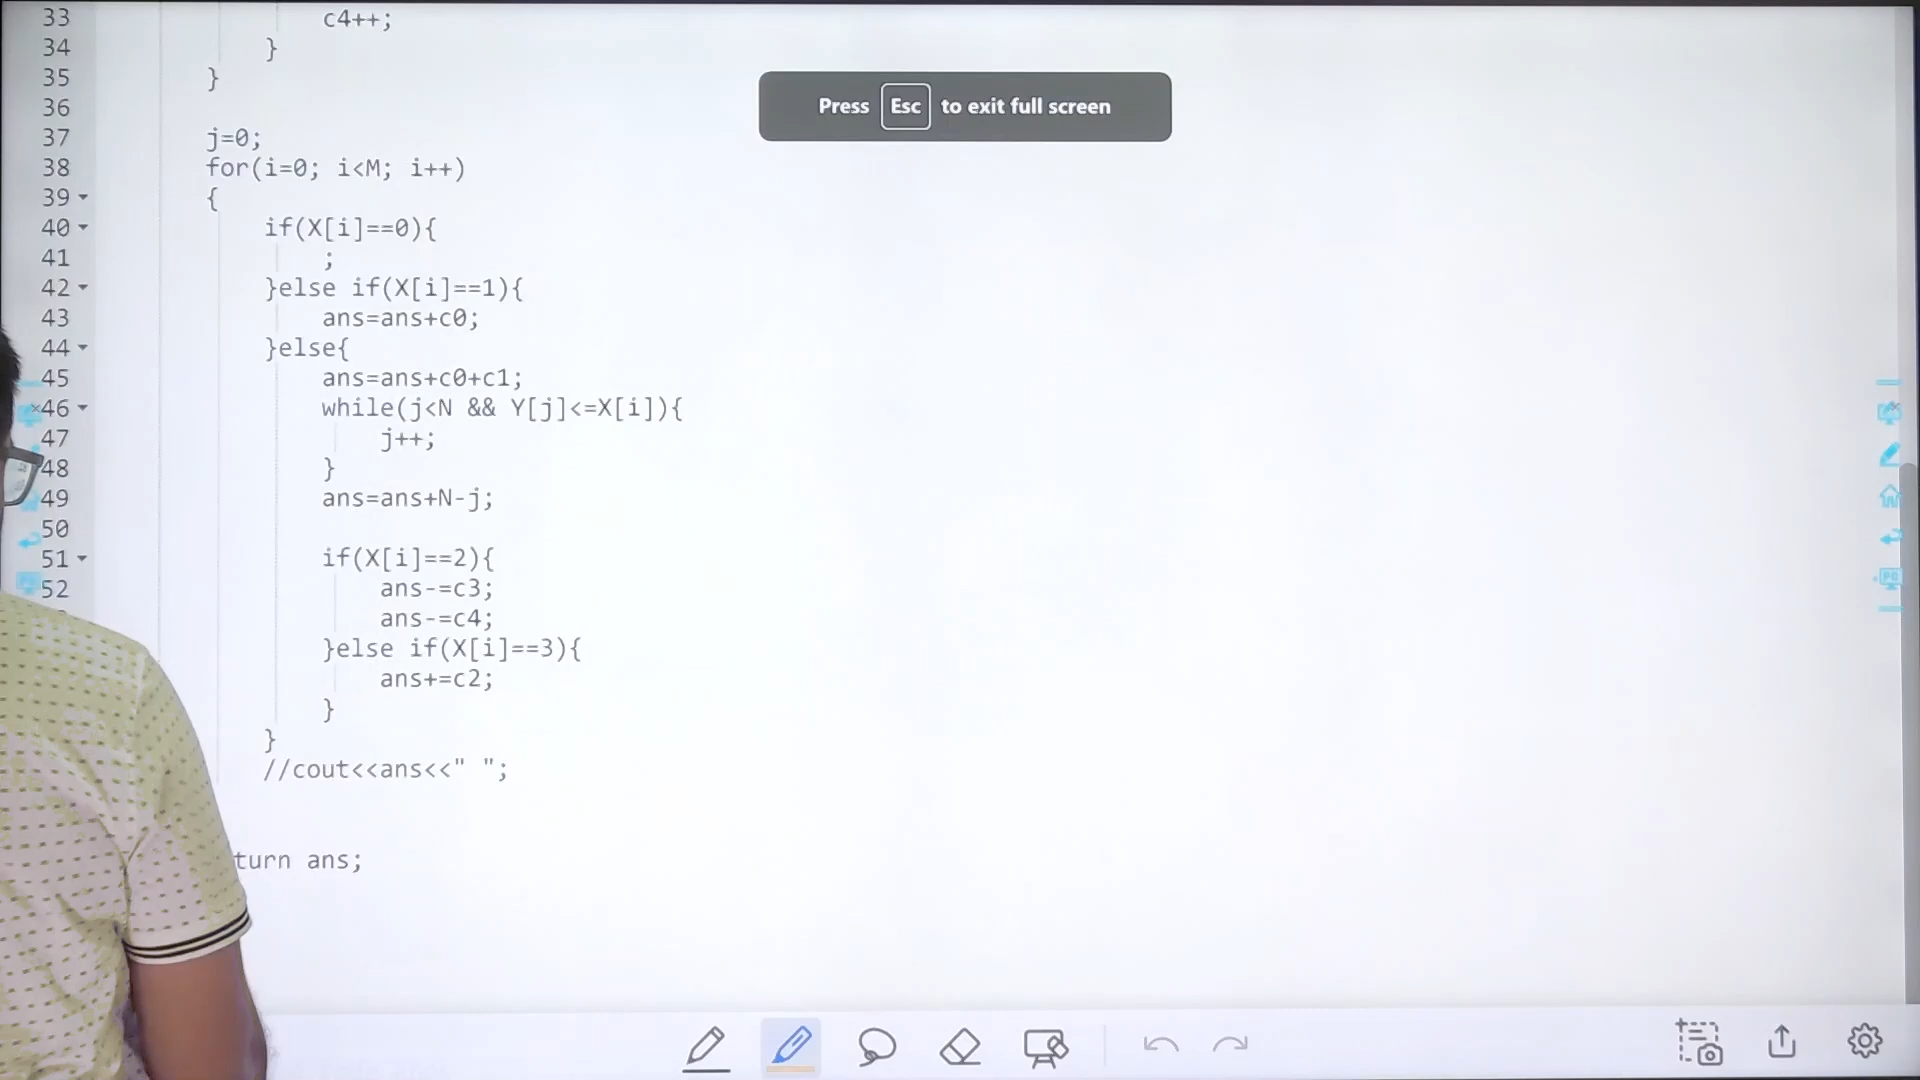 33 c4++;
34 }
35 }
36
37 j=0;
38 for(i=0; i<M; i++)
39 {
40 if(X[i]==0){
41 ;
42 }else if(X[i]==1){
43 ans=ans+c0;
44 }else{
45 ans=ans+c0+c1;
46 while(j<N && Y[j]<=X[i]){
47 j++;
48 }
49 ans=ans+N-j;
50
51 if(X[i]==2){
52 ans-=c3;
ans-=c4;
}else if(X[i]==3){
ans+=c2;
}
}
//cout<<ans<<" ";
turn ans;
Press Esc to exit full screen